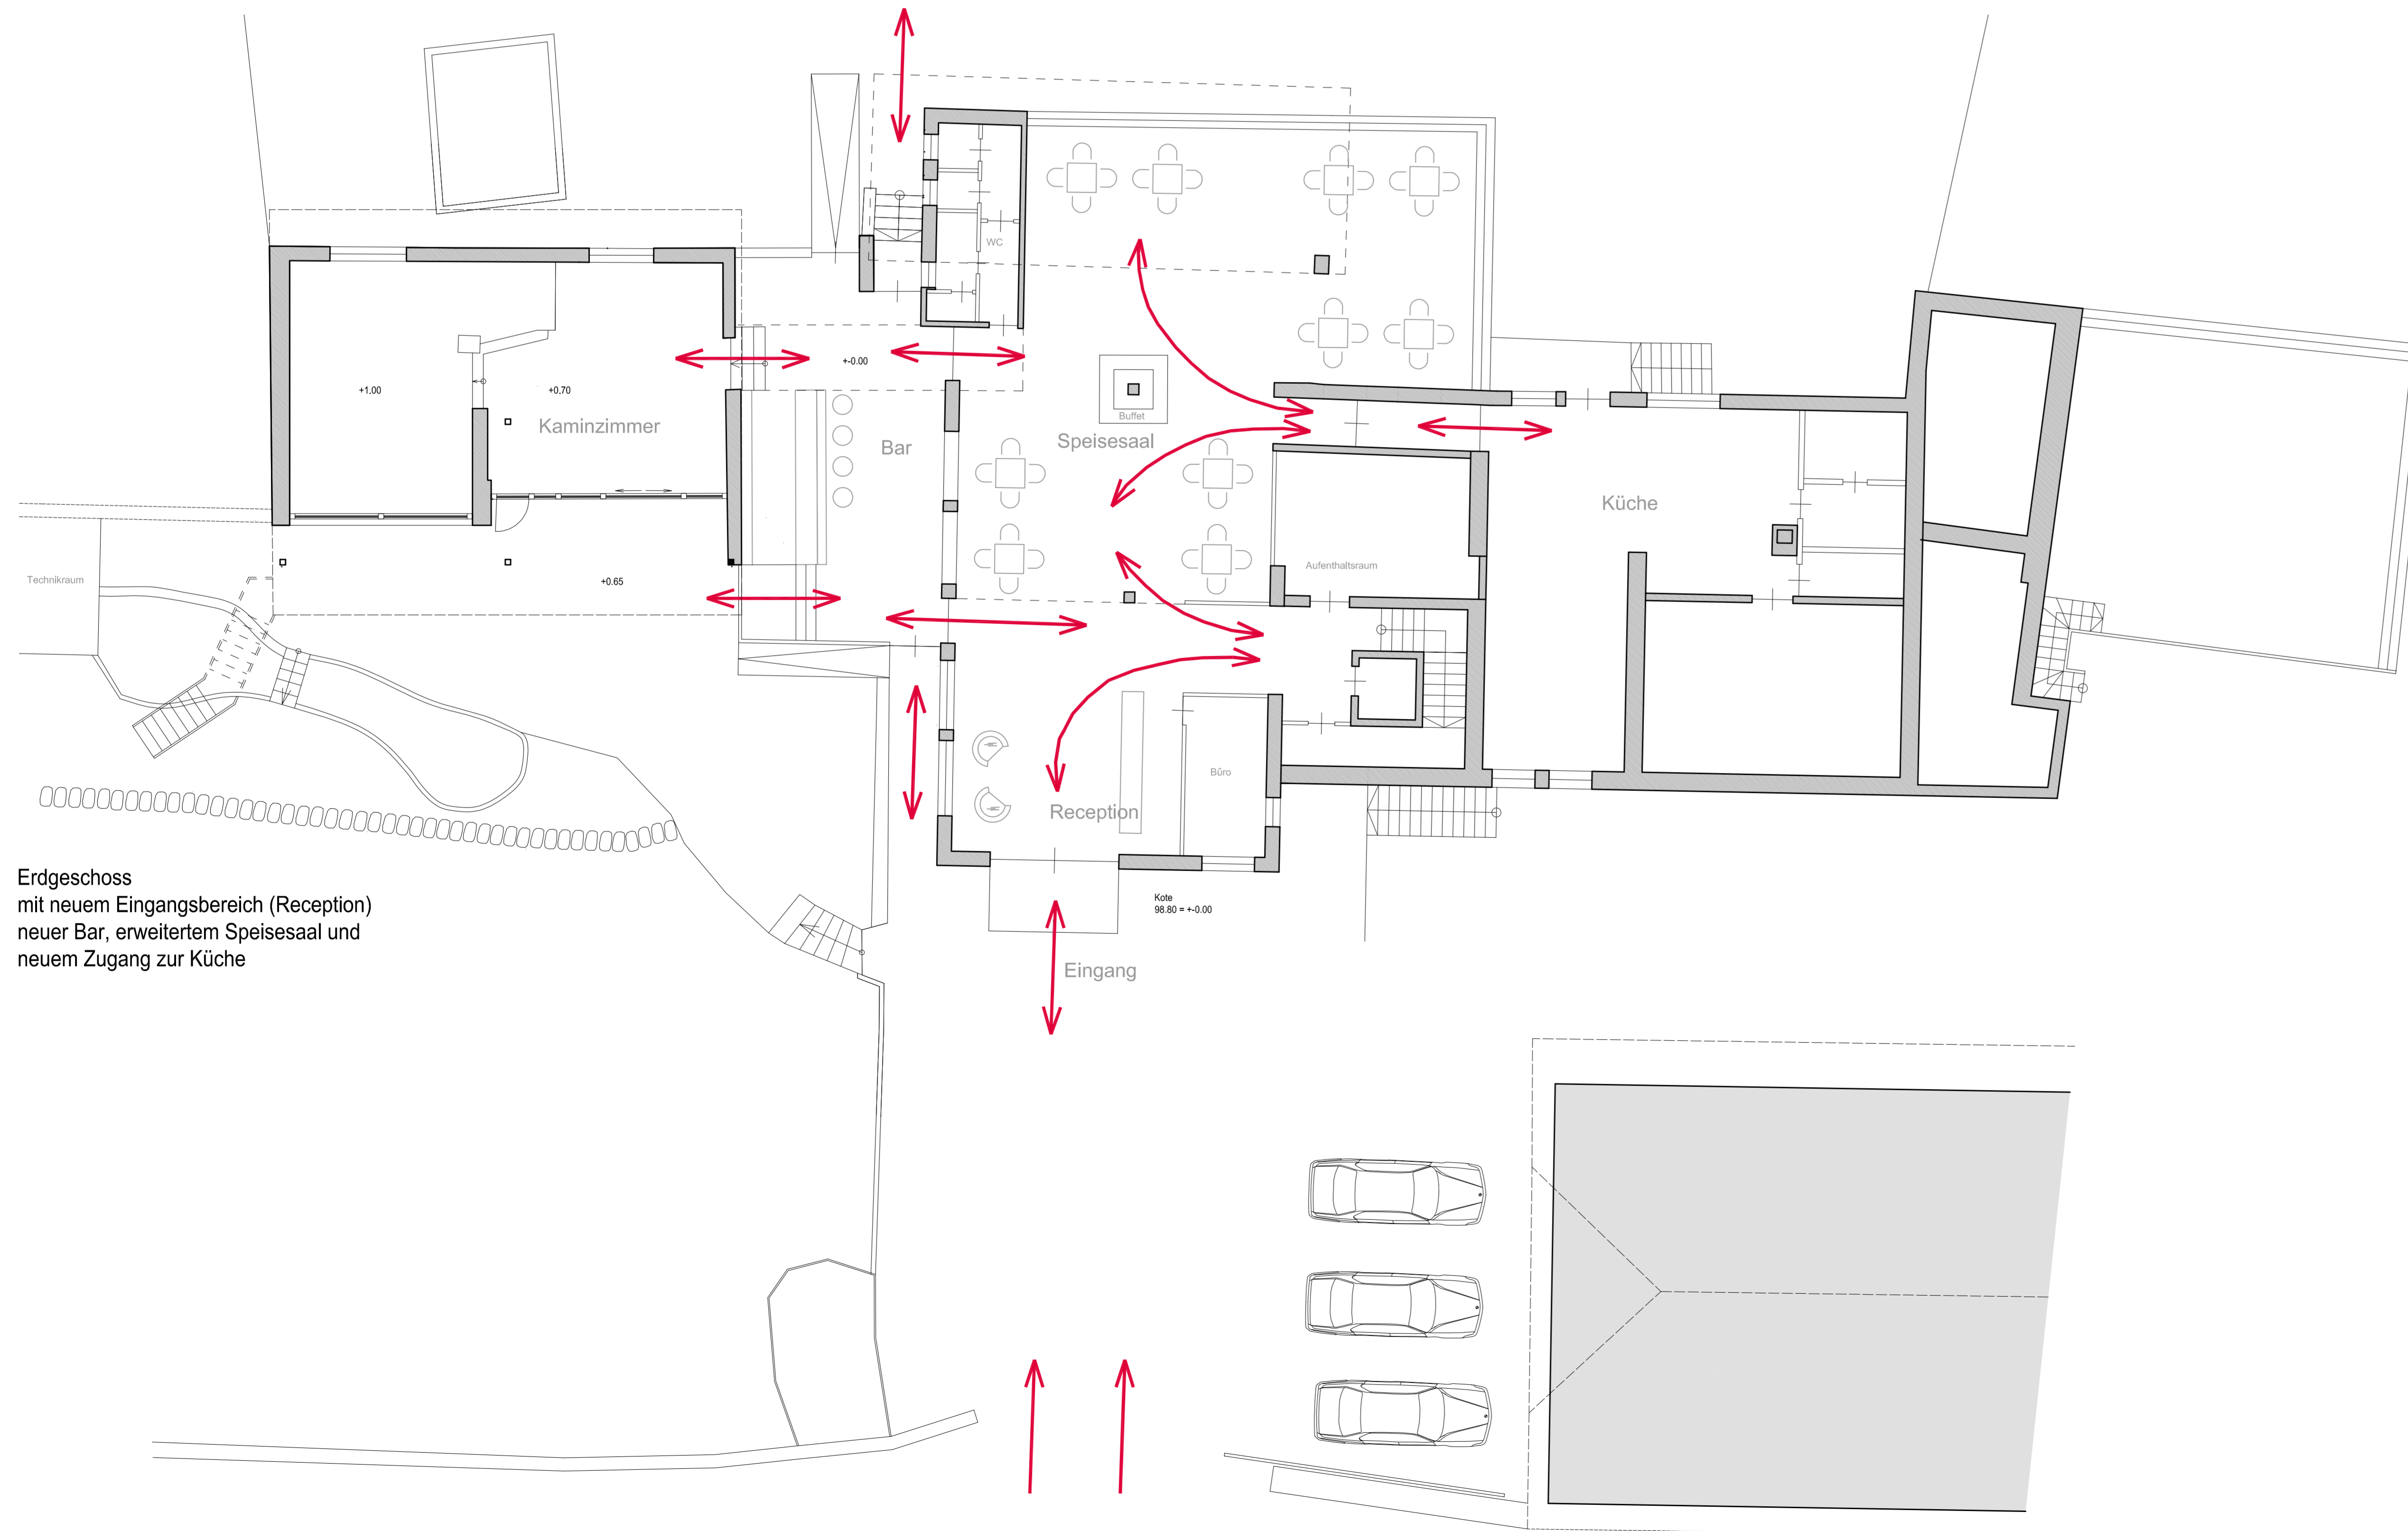 WC
+-0.00
+1.00
+0.70
Kaminzimmer
Bar
Buffet
Speisesaal
Küche
Aufenthaltsraum
Technikraum
+0.65
Büro
Reception
Erdgeschoss
mit neuem Eingangsbereich (Reception)
neuer Bar, erweitertem Speisesaal und
neuem Zugang zur Küche
Kote
98.80 = +-0.00
Eingang